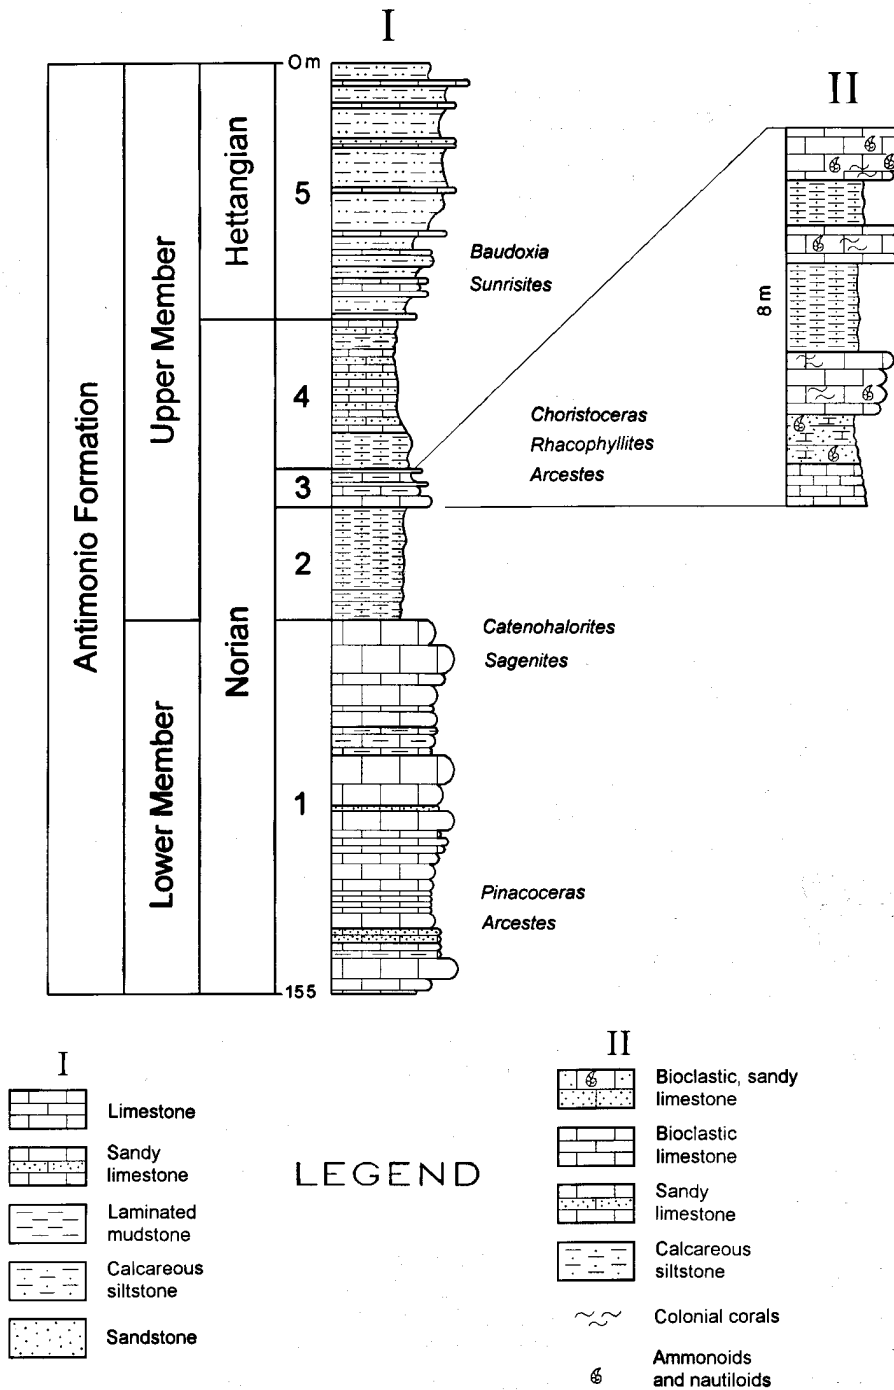 I
II
0 m
155
Antimonio Formation
Upper Member
Lower Member
Hettangian
Norian
5
4
3
2
1
Baudoxia
Sunrisites
Choristoceras
Rhacophyllites
Arcestes
Catenohalorites
Sagenites
Pinacoceras
Arcestes
8 m
I
Limestone
Sandy
limestone
Laminated
mudstone
Calcareous
siltstone
Sandstone
LEGEND
II
Bioclastic, sandy
limestone
Bioclastic
limestone
Sandy
limestone
Calcareous
siltstone
Colonial corals
Ammonoids
and nautiloids